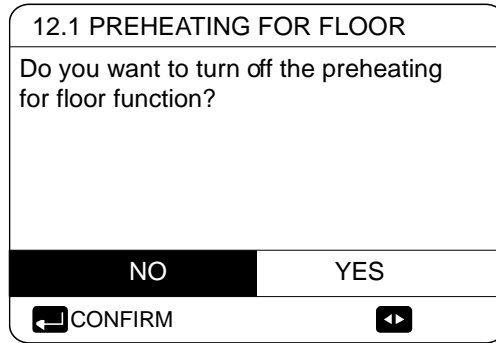 12.1 PREHEATING FOR FLOOR
Do you want to turn off the preheating
for floor function?
NO YES
CONFIRM